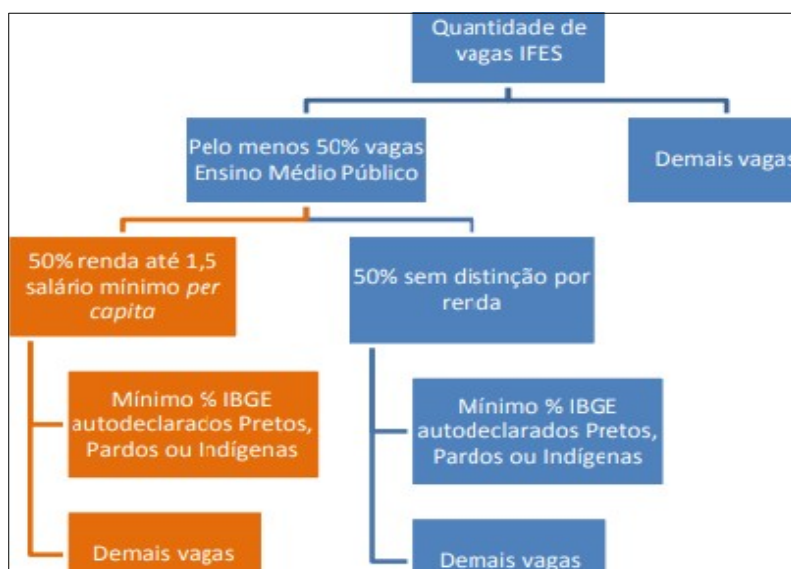 Quantidade de
vagas IFES
Pelo menos 50% vagas
Ensino Médio Público
Demais vagas
50% renda até 1,5
salário mínimo per
capita
50% sem distinção por
renda
Mínimo % IBGE
autodeclarados Pretos,
Pardos ou Indígenas
Mínimo % IBGE
autodeclarados Pretos,
Pardos ou Indígenas
Demais vagas
Demais vagas